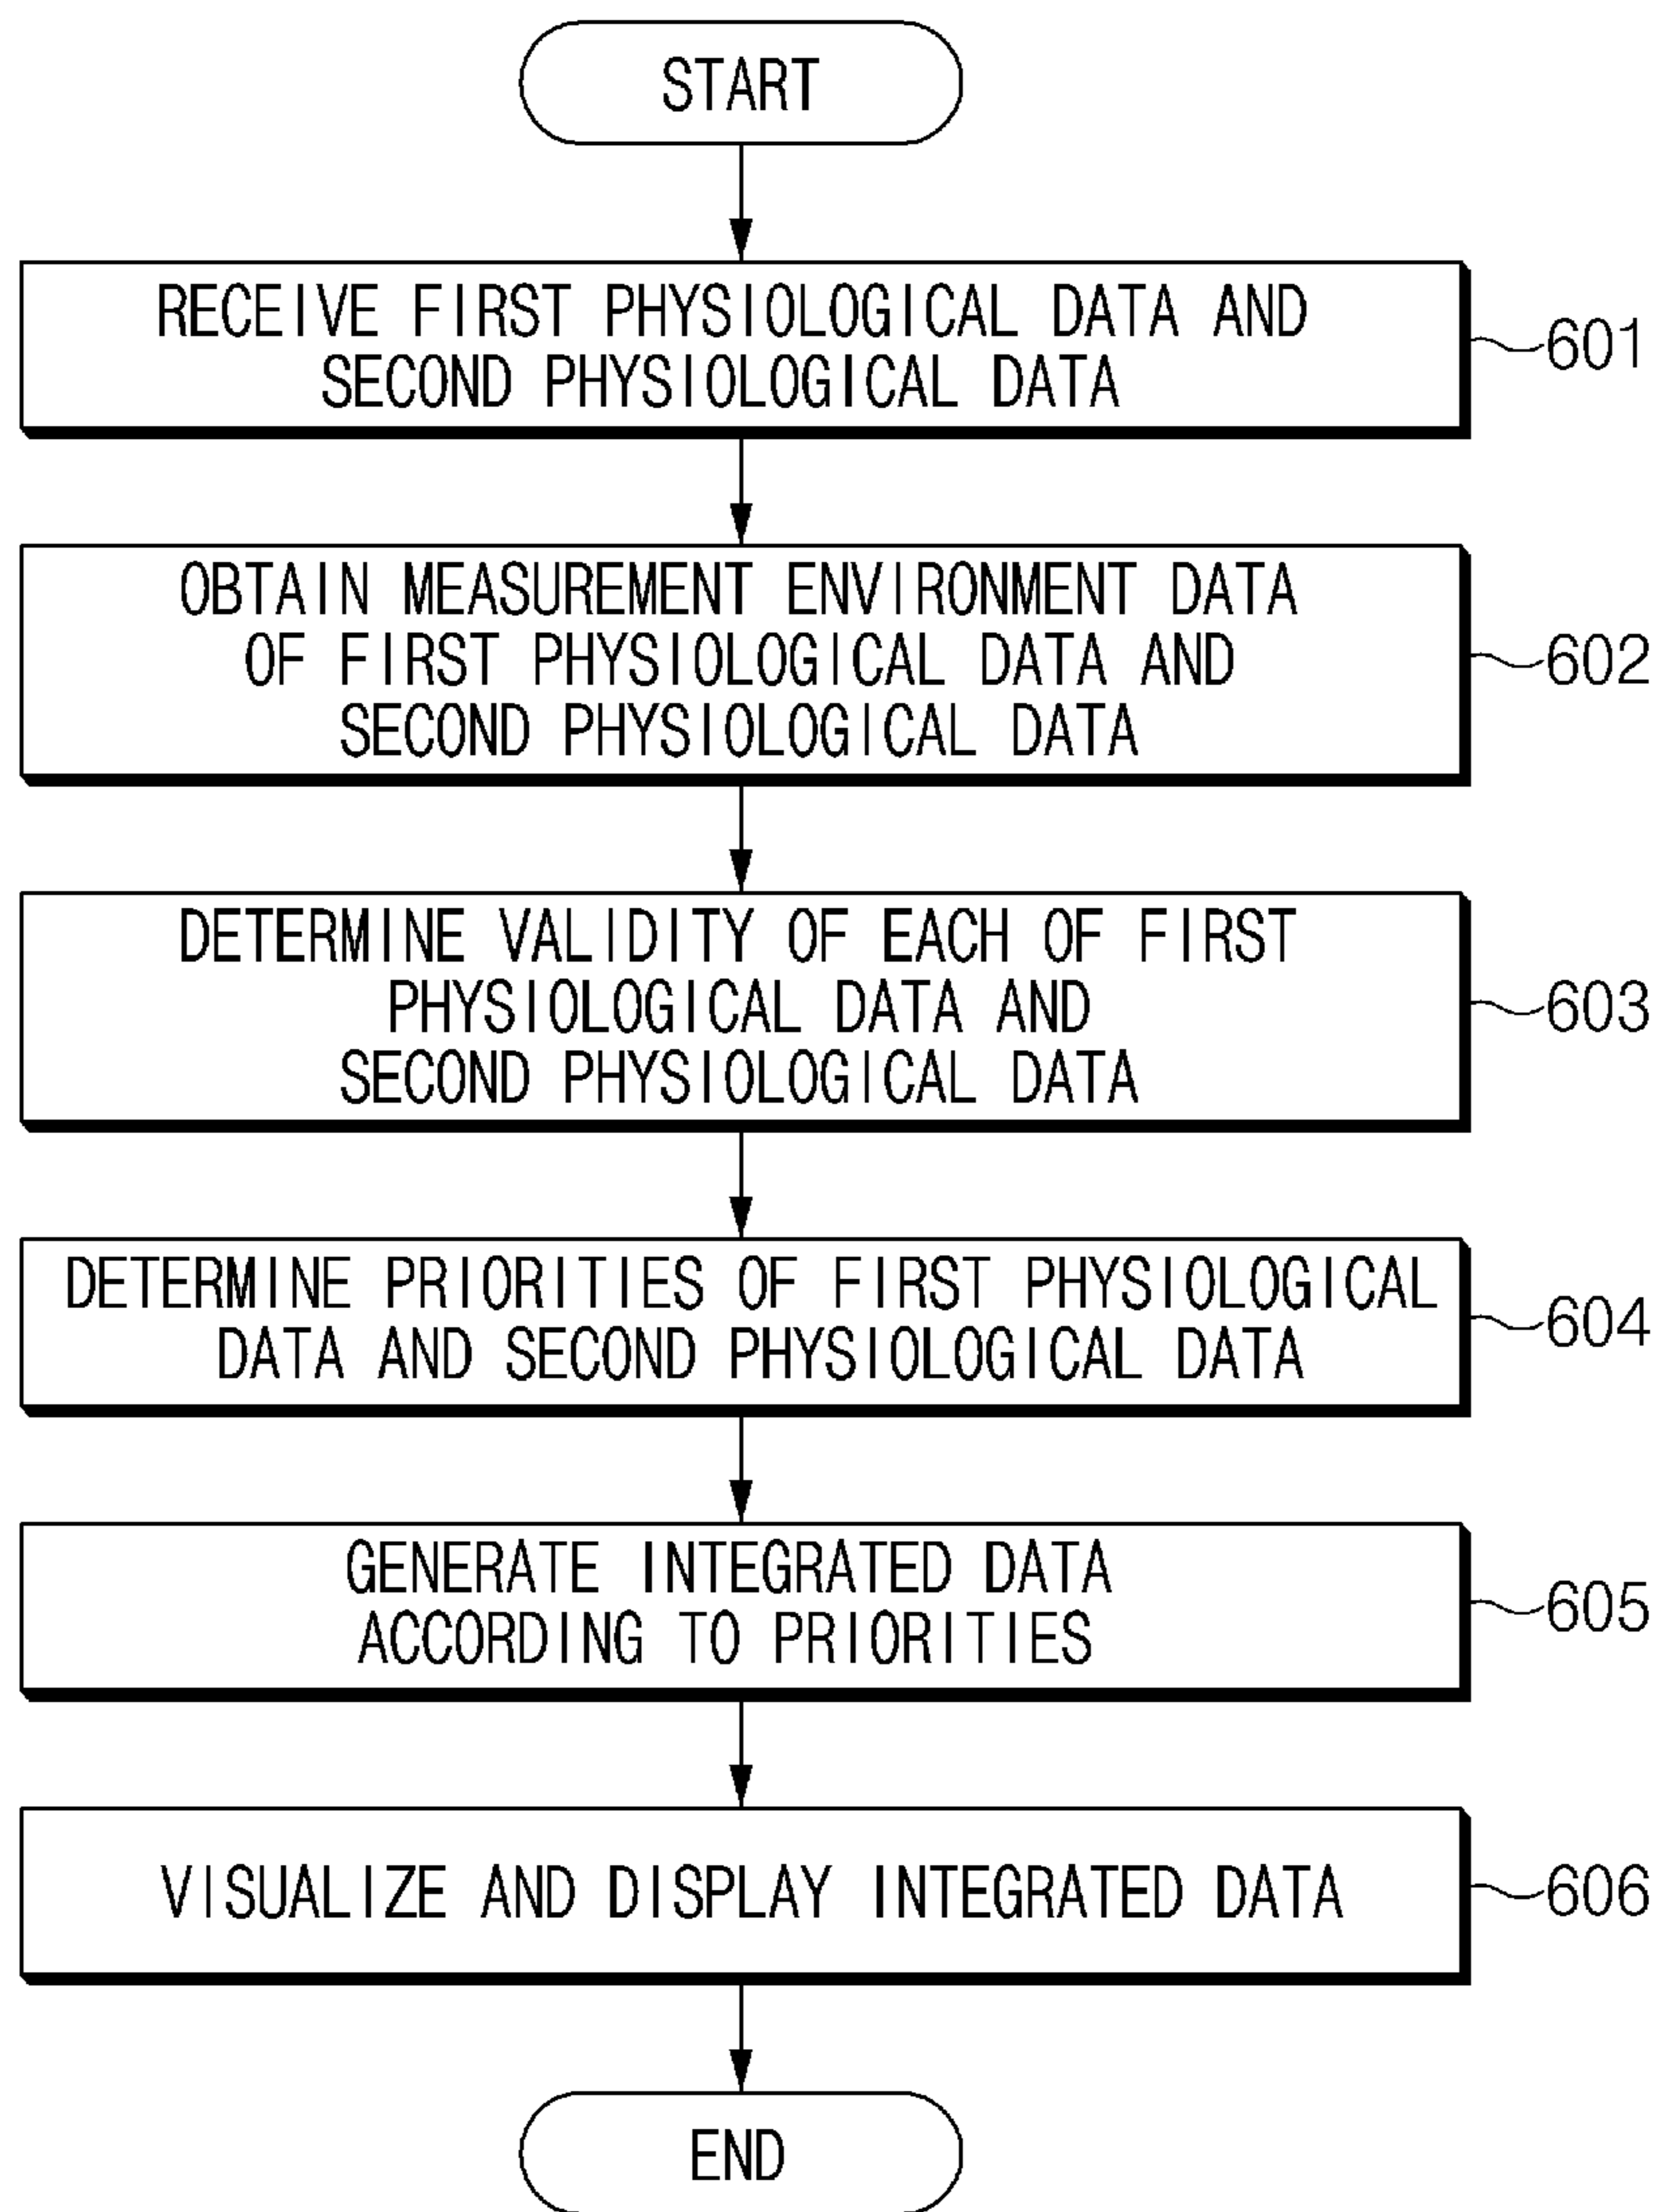 START
RECEIVE FIRST PHYSIOLOGICAL DATA AND
SECOND PHYSIOLOGICAL DATA
601
OBTAIN MEASUREMENT ENVIRONMENT DATA
OF FIRST PHYSIOLOGICAL DATA AND
SECOND PHYSIOLOGICAL DATA
602
DETERMINE VALIDITY OF EACH OF FIRST
PHYSIOLOGICAL DATA AND
SECOND PHYSIOLOGICAL DATA
603
DETERMINE PRIORITIES OF FIRST PHYSIOLOGICAL
DATA AND SECOND PHYSIOLOGICAL DATA
604
GENERATE INTEGRATED DATA
ACCORDING TO PRIORITIES
605
VISUALIZE AND DISPLAY INTEGRATED DATA
606
END